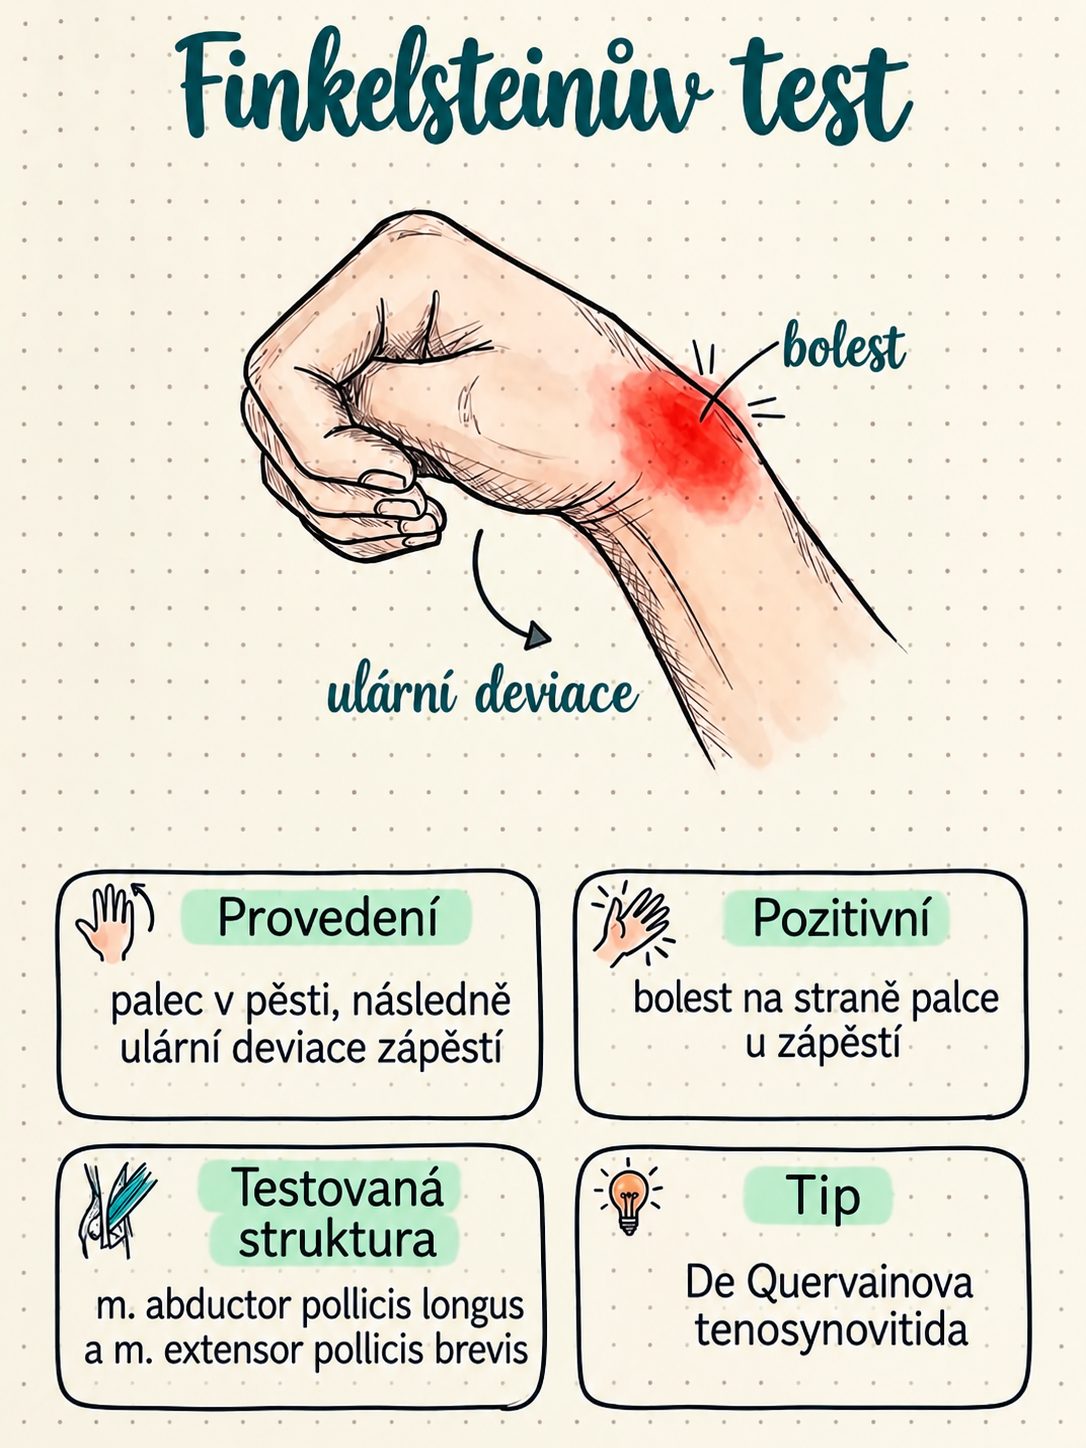 Finkelsteinův test
bolest
ulární deviace
Provedení
palec v pěsti, následně
ulární deviace zápěstí
Pozitivní
bolest na straně palce
u zápěstí
Testovaná
struktura
m. abductor pollicis longus
a m. extensor pollicis brevis
Tip
De Quervainova
tenosynovitida